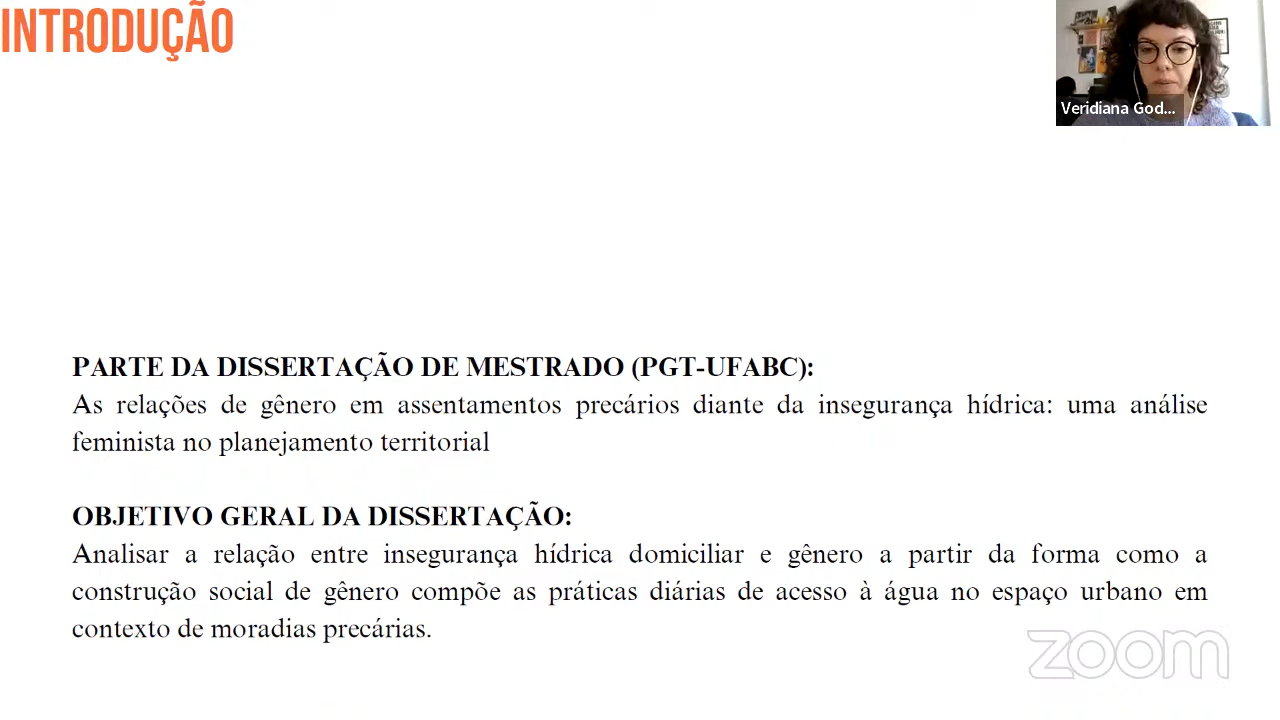 INTRODUÇÃO
Veridiana God...
PARTE DA DISSERTAÇÃO DE MESTRADO (PGT-UFABC):
As relações de gênero em assentamentos precários diante da insegurança hídrica: uma análise
feminista no planejamento territorial
OBJETIVO GERAL DA DISSERTAÇÃO:
Analisar a relação entre insegurança hídrica domiciliar e gênero a partir da forma como a
construção social de gênero compõe as práticas diárias de acesso à água no espaço urbano em
contexto de moradias precárias.
zoom